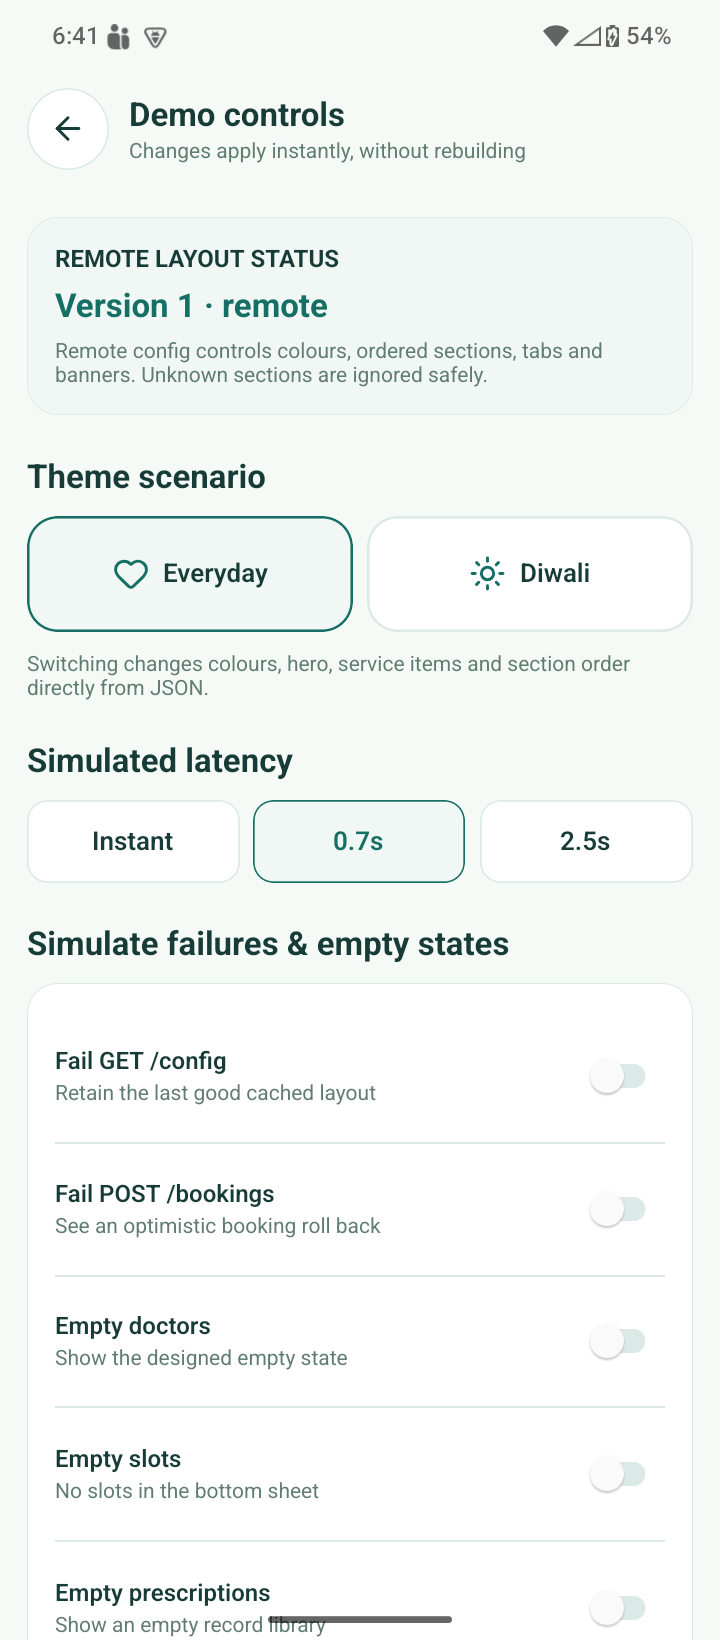 6:41
54%
Demo controls
Changes apply instantly, without rebuilding
REMOTE LAYOUT STATUS
Version 1 · remote
Remote config controls colours, ordered sections, tabs and
banners. Unknown sections are ignored safely.
Theme scenario
Everyday
Diwali
Switching changes colours, hero, service items and section order
directly from JSON.
Simulated latency
Instant
0.7s
2.5s
Simulate failures & empty states
Fail GET /config
Retain the last good cached layout
Fail POST /bookings
See an optimistic booking roll back
Empty doctors
Show the designed empty state
Empty slots
No slots in the bottom sheet
Empty prescriptions
Show an empty record library